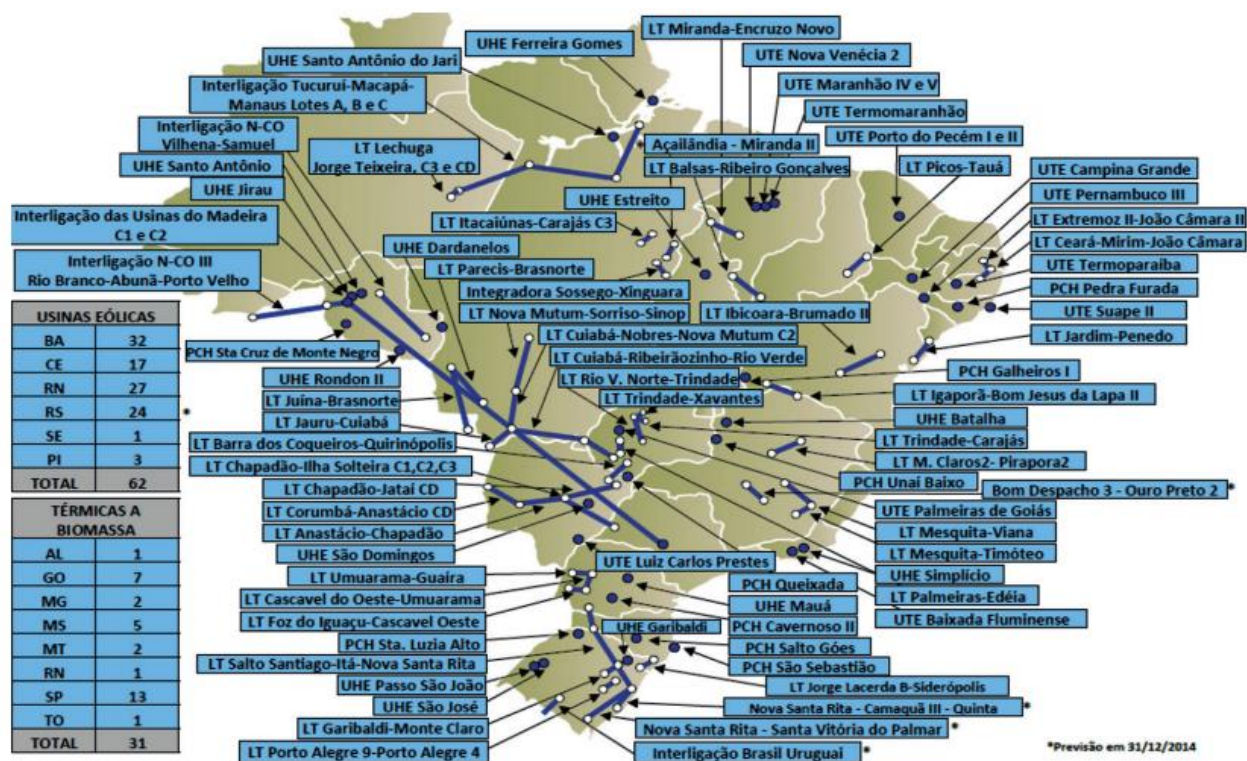 LT Miranda-Encruzo Novo
UHE Ferreira Gomes
UTE Nova Venécia 2
UHE Santo Antônio do Jari
UTE Maranhão IV e V
Interligação Tucuruí-Macapá-
Manaus Lotes A, B e C
UTE Termomaranhão
Interligação N-CO
Vilhena-Samuel
UTE Porto do Pecém I e II
LT Lechuga
Jorge Teixeira, C3 e CD
* Açailândia - Miranda II
UHE Santo Antônio
LT Balsas-Ribeiro Gonçalves
LT Picos-Tauá
UTE Campina Grande
UHE Jirau
UHE Estreito
UTE Pernambuco III
Interligação das Usinas do Madeira
C1 e C2
LT Itacaiúnas-Carajás C3
LT Extremoz II-João Câmara II
UHE Dardanelos
LT Ceará-Mirim-João Câmara
Interligação N-CO III
Rio Branco-Abunã-Porto Velho
LT Parecis-Brasnorte
UTE Termoparaiba
Integradora Sossego-Xinguara
PCH Pedra Furada
LT Nova Mutum-Sorriso-Sinop
LT Ibicoara-Brumado II
UTE Suape II
LT Cuiabá-Nobres-Nova Mutum C2
LT Jardim-Penedo
PCH Sta Cruz de Monte Negro
LT Cuiabá-Ribeirãozinho-Rio Verde
PCH Galheiros I
UHE Rondon II
LT Rio V. Norte-Trindade
LT Igaporã-Bom Jesus da Lapa II
LT Juína-Brasnorte
LT Trindade-Xavantes
UHE Batalha
LT Jauru-Cuiabá
LT Trindade-Carajás
LT Barra dos Coqueiros-Quirinópolis
LT M. Claros2- Pirapora2
LT Chapadão-Ilha Solteira C1,C2,C3
PCH Unaí Baixo
LT Chapadão-Jataí CD
Bom Despacho 3 - Ouro Preto 2 *
LT Corumbá-Anastácio CD
UTE Palmeiras de Goiás
LT Anastácio-Chapadão
LT Mesquita-Viana
UHE São Domingos
LT Mesquita-Timóteo
UTE Luiz Carlos Prestes
UHE Simplício
LT Umuarama-Guaíra
PCH Queixada
LT Palmeiras-Edéia
LT Cascavel do Oeste-Umuarama
UHE Mauá
UTE Baixada Fluminense
LT Foz do Iguaçu-Cascavel Oeste
UHE Garibaldi
PCH Cavernoso II
PCH Sta. Luzia Alto
PCH Salto Góes
LT Salto Santiago-Itá-Nova Santa Rita
PCH São Sebastião
UHE Passo São João
LT Jorge Lacerda B-Siderópolis
UHE São José
Nova Santa Rita - Camaquã III - Quinta *
LT Garibaldi-Monte Claro
Nova Santa Rita - Santa Vitória do Palmar *
LT Porto Alegre 9-Porto Alegre 4
Interligação Brasil Uruguai *
USINAS EÓLICAS
BA 32
CE 17
RN 27
RS 24 *
SE 1
PI 3
TOTAL 62
TÉRMICAS A
BIOMASSA
AL 1
GO 7
MG 2
MS 5
MT 2
RN 1
SP 13
TO 1
TOTAL 31
*Previsão em 31/12/2014